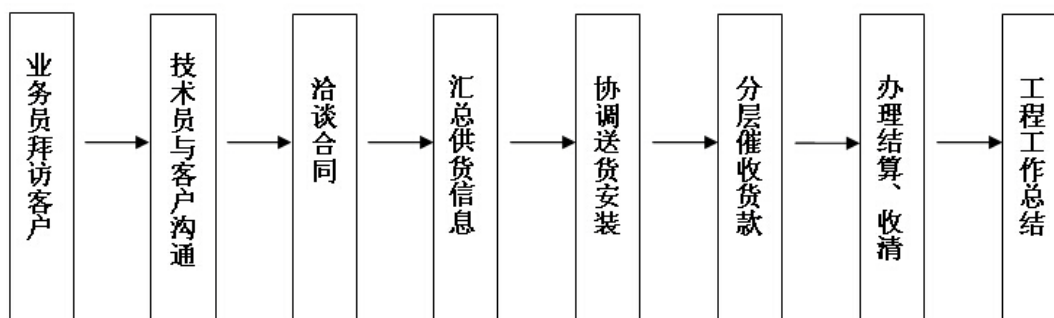 业务员拜访客户
技术员与客户沟通
洽谈合同
汇总供货信息
协调送货安装
分层催收货款
办理结算、收清
工程工作总结